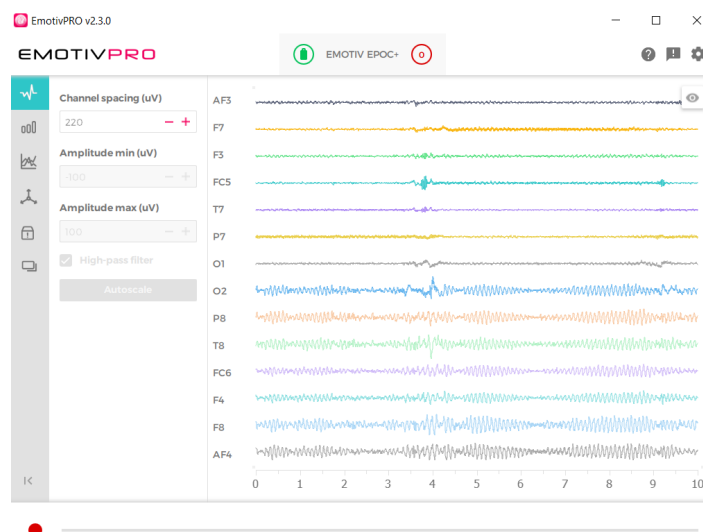 EmotivPRO v2.3.0
EMOTIVPRO
EMOTIV EPOC+
0
Channel spacing (uV)
220
Amplitude min (uV)
-100
Amplitude max (uV)
100
High-pass filter
Autoscale
AF3
F7
F3
FC5
T7
P7
O1
O2
P8
T8
FC6
F4
F8
AF4
0 1 2 3 4 5 6 7 8 9 10